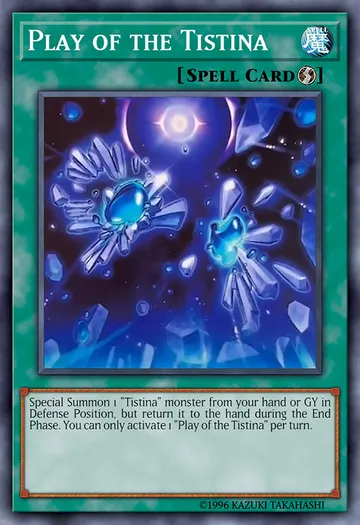 PLAY OF THE TISTINA
SPELL
魔
[SPELL CARD]
Special Summon 1 "Tistina" monster from your hand or GY in
Defense Position, but return it to the hand during the End
Phase. You can only activate 1 "Play of the Tistina" per turn.
©1996 KAZUKI TAKAHASHI